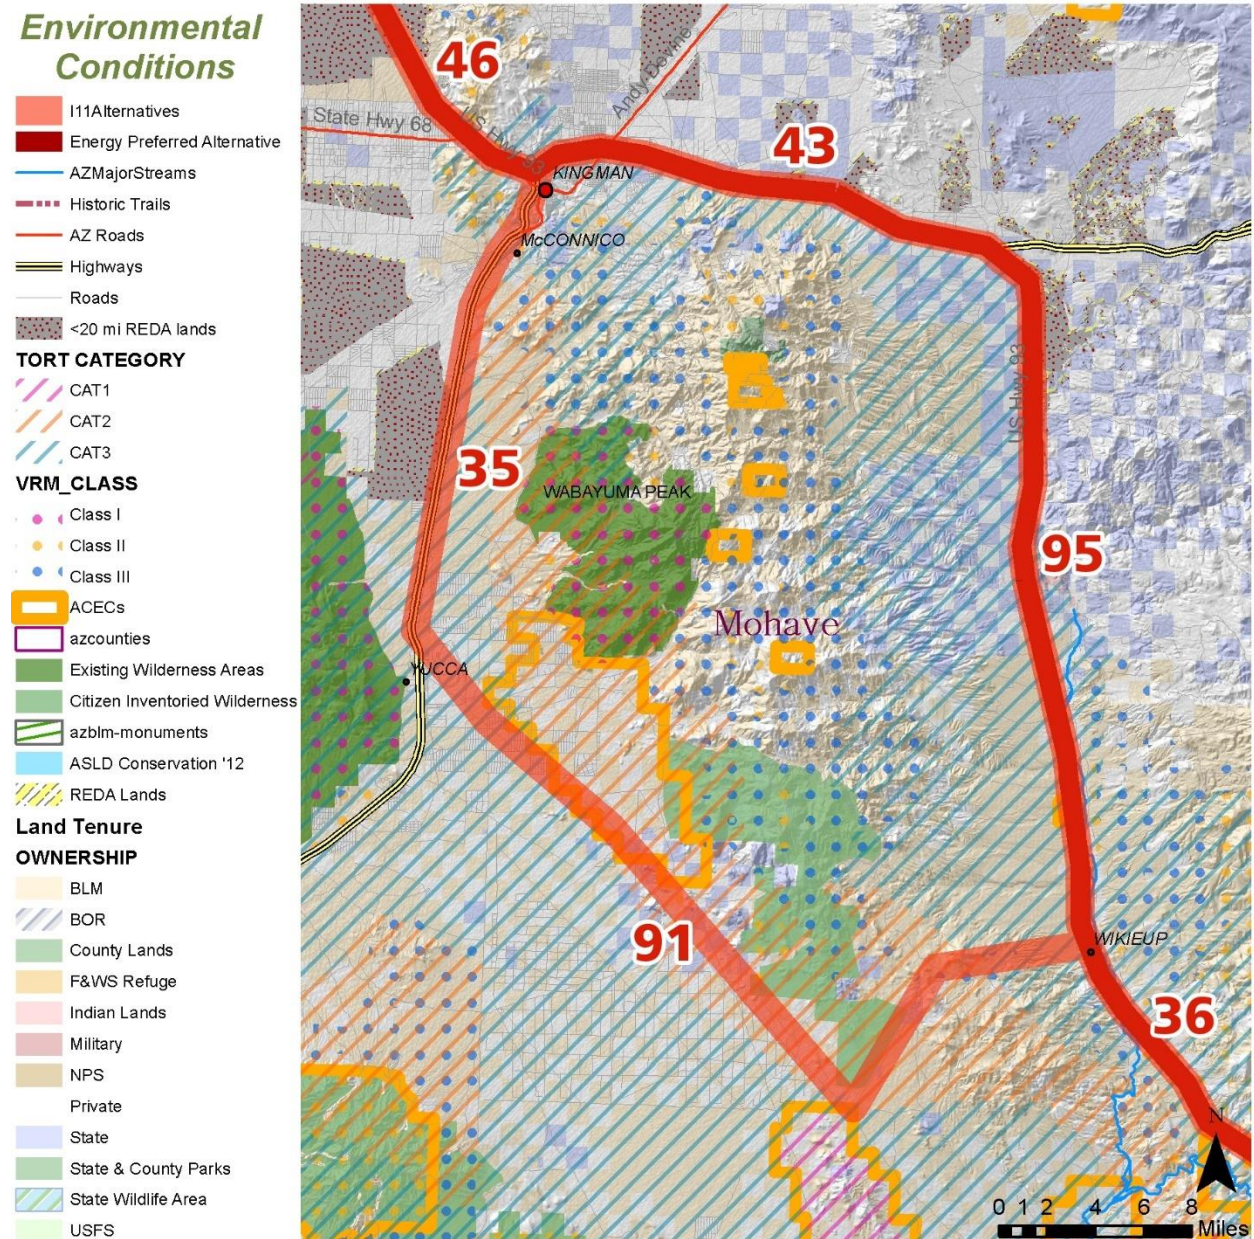 Environmental
Conditions
I11Alternatives
Energy Preferred Alternative
AZMajorStreams
Historic Trails
AZ Roads
Highways
Roads
<20 mi REDA lands
TORT CATEGORY
CAT1
CAT2
CAT3
VRM_CLASS
Class I
Class II
Class III
ACECs
azcounties
Existing Wilderness Areas
Citizen Inventoried Wilderness
azblm-monuments
ASLD Conservation '12
REDA Lands
Land Tenure
OWNERSHIP
BLM
BOR
County Lands
F&WS Refuge
Indian Lands
Military
NPS
Private
State
State & County Parks
State Wildlife Area
USFS
46
Andy Devine
State Hwy 68
US Hwy 93
43
KINGMAN
McCONNICO
US Hwy 93
35
WABAYUMA PEAK
95
Mohave
YUCCA
91
WIKIEUP
36
N
0 1 2 4 6 8
Miles